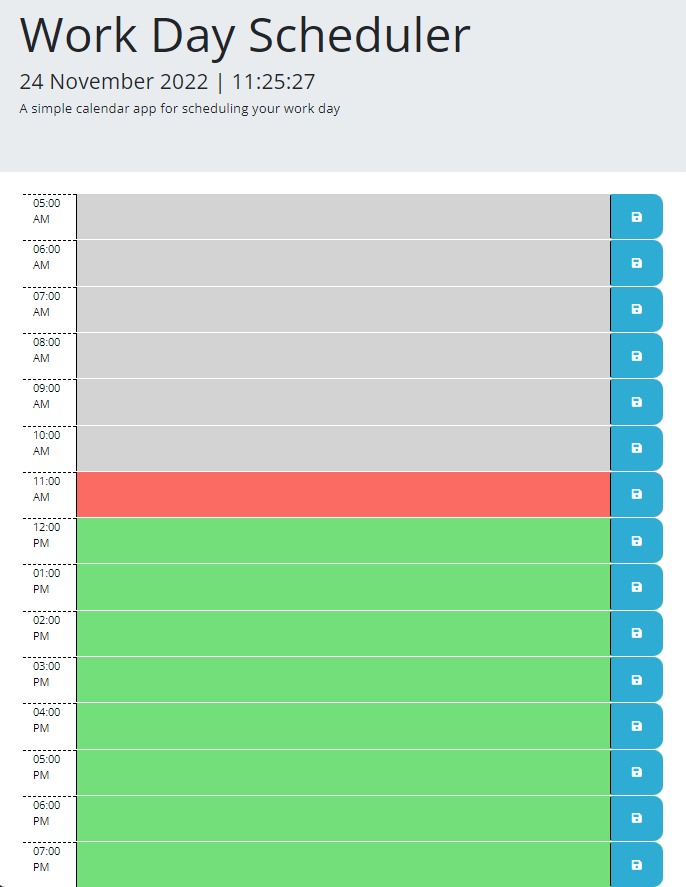 Work Day Scheduler
24 November 2022 | 11:25:27
A simple calendar app for scheduling your work day
05:00
AM
06:00
AM
07:00
AM
08:00
AM
09:00
AM
10:00
AM
11:00
AM
12:00
PM
01:00
PM
02:00
PM
03:00
PM
04:00
PM
05:00
PM
06:00
PM
07:00
PM